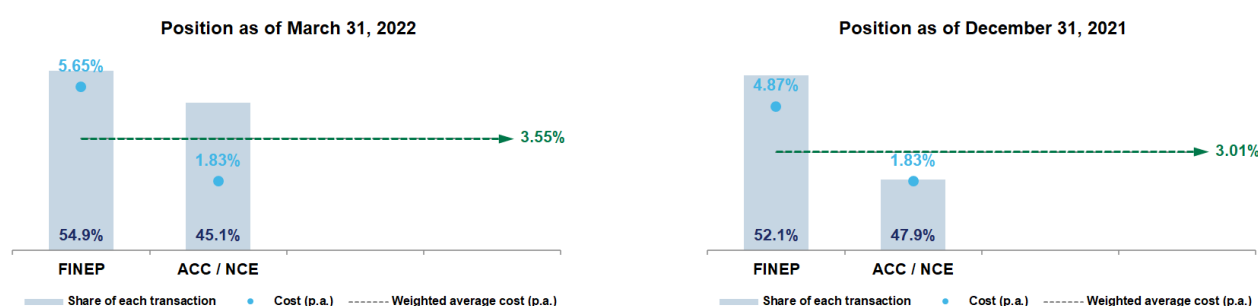 Position as of March 31, 2022
5.65%
3.55%
1.83%
54.9%
45.1%
FINEP
ACC / NCE
Share of each transaction
Cost (p.a.)
Weighted average cost (p.a.)
Position as of December 31, 2021
4.87%
3.01%
1.83%
52.1%
47.9%
FINEP
ACC / NCE
Share of each transaction
Cost (p.a.)
Weighted average cost (p.a.)